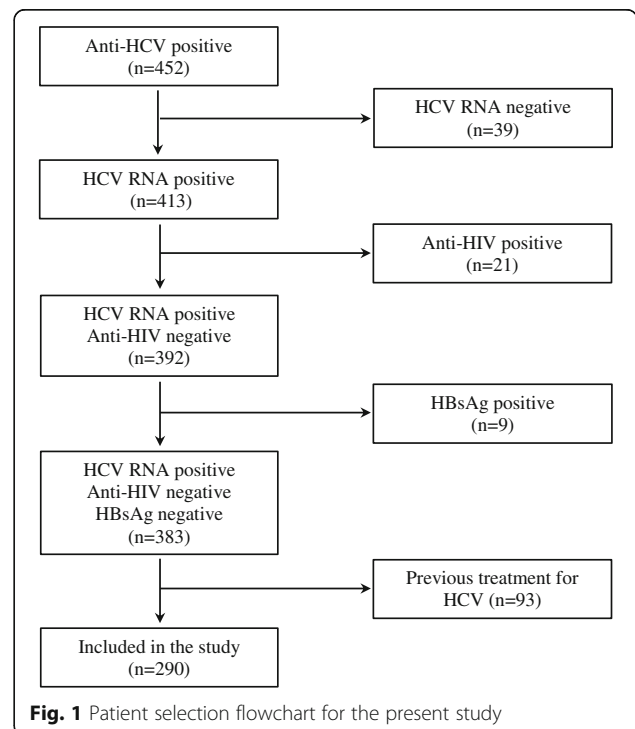 Anti-HCV positive
(n=452)
HCV RNA negative
(n=39)
HCV RNA positive
(n=413)
Anti-HIV positive
(n=21)
HCV RNA positive
Anti-HIV negative
(n=392)
HBsAg positive
(n=9)
HCV RNA positive
Anti-HIV negative
HBsAg negative
(n=383)
Previous treatment for
HCV (n=93)
Included in the study
(n=290)
Fig. 1 Patient selection flowchart for the present study